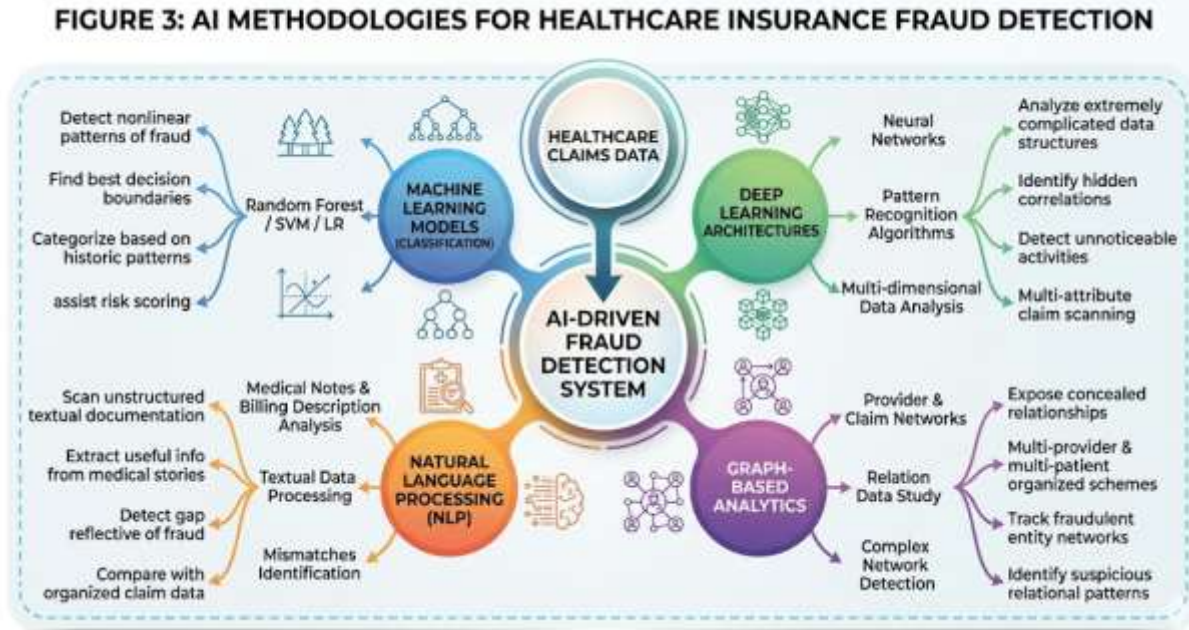 FIGURE 3: AI METHODOLOGIES FOR HEALTHCARE INSURANCE FRAUD DETECTION
HEALTHCARE
CLAIMS DATA
AI-DRIVEN
FRAUD
DETECTION
SYSTEM
MACHINE
LEARNING
MODELS
(CLASSIFICATION)
Random Forest
/ SVM / LR
Detect nonlinear
patterns of fraud
Find best decision
boundaries
Categorize based on
historic patterns
assist risk scoring
DEEP
LEARNING
ARCHITECTURES
Neural
Networks
Pattern
Recognition
Algorithms
Multi-dimensional
Data Analysis
Analyze extremely
complicated data
structures
Identify hidden
correlations
Detect unnoticeable
activities
Multi-attribute
claim scanning
NATURAL
LANGUAGE
PROCESSING
(NLP)
Medical Notes &
Billing Description
Analysis
Textual Data
Processing
Mismatches
Identification
Scan unstructured
textual documentation
Extract useful info
from medical stories
Detect gap
reflective of fraud
Compare with
organized claim data
GRAPH-
BASED
ANALYTICS
Provider
& Claim Networks
Relation
Data Study
Complex
Network
Detection
Expose concealed
relationships
Multi-provider &
multi-patient
organized schemes
Track fraudulent
entity networks
Identify suspicious
relational patterns